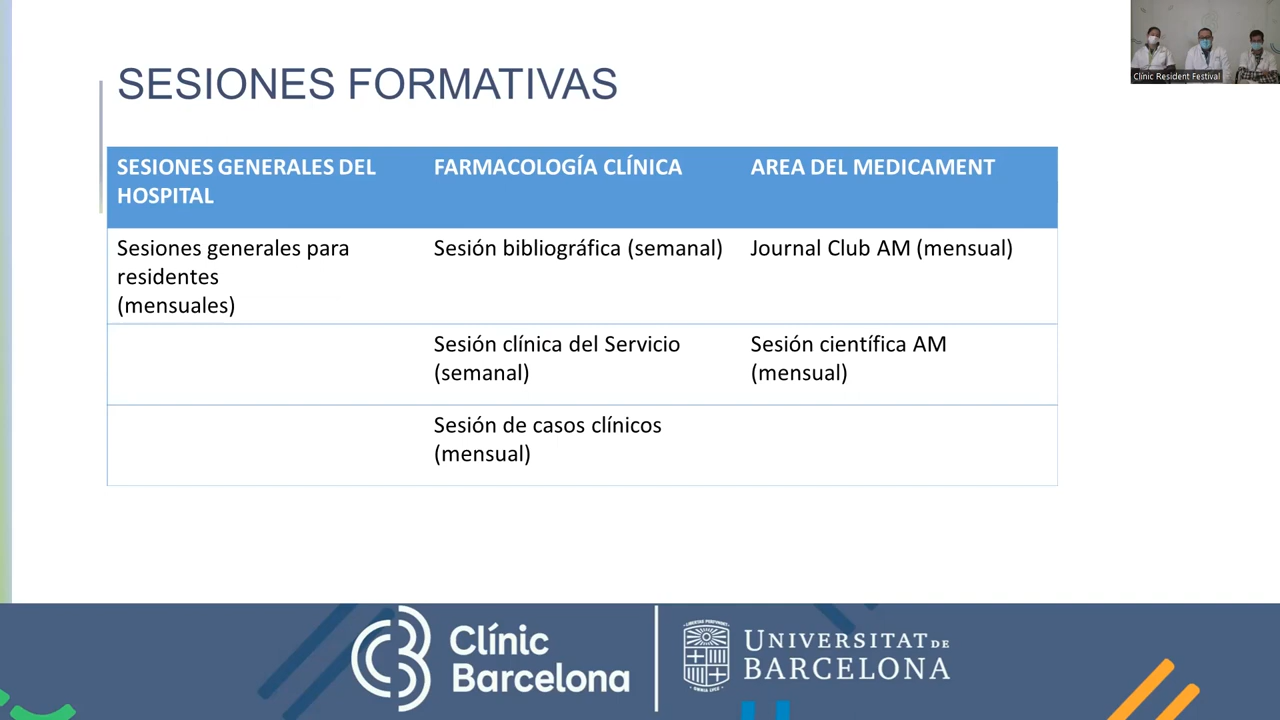 SESIONES FORMATIVAS
Clínic Resident Festival
SESIONES GENERALES DEL
HOSPITAL
FARMACOLOGÍA CLÍNICA
AREA DEL MEDICAMENT
Sesiones generales para
residentes
(mensuales)
Sesión bibliográfica (semanal)
Journal Club AM (mensual)
Sesión clínica del Servicio
(semanal)
Sesión científica AM
(mensual)
Sesión de casos clínicos
(mensual)
Clínic
Barcelona
UNIVERSITAT DE
BARCELONA